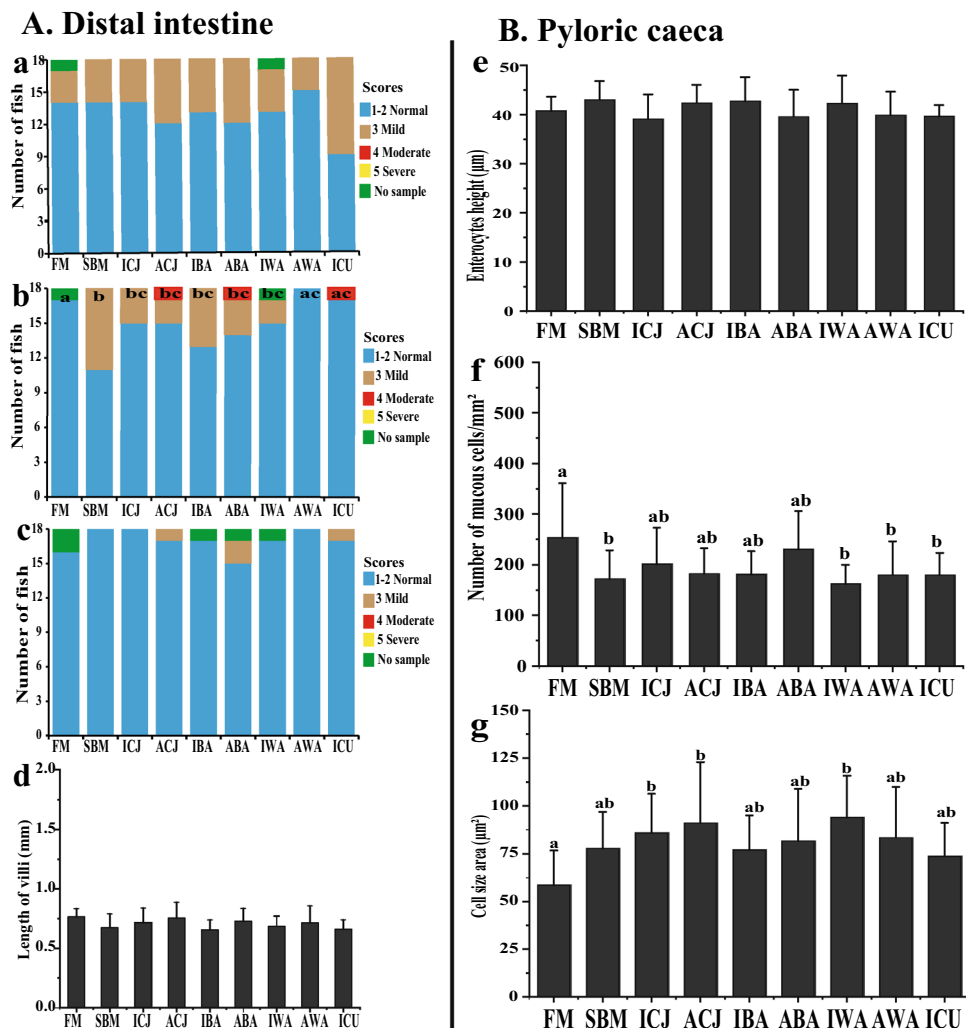 A. Distal intestine
a
Number of fish
18
15
12
9
6
3
0
FM SBM ICJ ACJ IBA ABA IWA AWA ICU
Scores
1-2 Normal
3 Mild
4 Moderate
5 Severe
No sample
b
Number of fish
18
15
12
9
6
3
0
a b bc bc bc bc bc ac ac
FM SBM ICJ ACJ IBA ABA IWA AWA ICU
Scores
1-2 Normal
3 Mild
4 Moderate
5 Severe
No sample
c
Number of fish
18
15
12
9
6
3
0
FM SBM ICJ ACJ IBA ABA IWA AWA ICU
Scores
1-2 Normal
3 Mild
4 Moderate
5 Severe
No sample
d
Length of villi (mm)
2.0
1.5
1.0
0.5
0.0
FM SBM ICJ ACJ IBA ABA IWA AWA ICU
B. Pyloric caeca
e
Enterocytes height (µm)
50
40
30
20
10
0
FM SBM ICJ ACJ IBA ABA IWA AWA ICU
f
Number of mucous cells/mm²
600
500
400
300
200
100
0
a b ab ab ab ab b b b
FM SBM ICJ ACJ IBA ABA IWA AWA ICU
g
Cell size area (µm²)
150
125
100
75
50
25
0
a ab b b ab ab b ab ab
FM SBM ICJ ACJ IBA ABA IWA AWA ICU